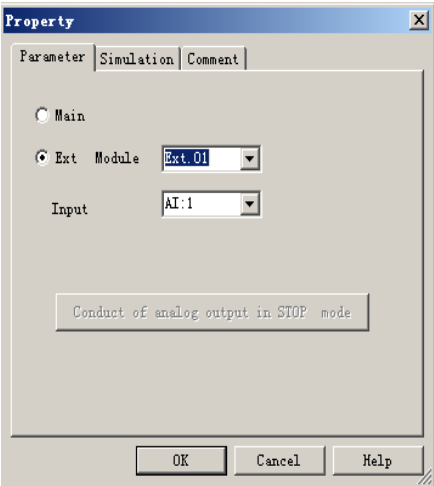 Property
Parameter Simulation Comment
Main
Ext Module Ext.01
Input AI:1
Conduct of analog output in STOP mode
OK Cancel Help